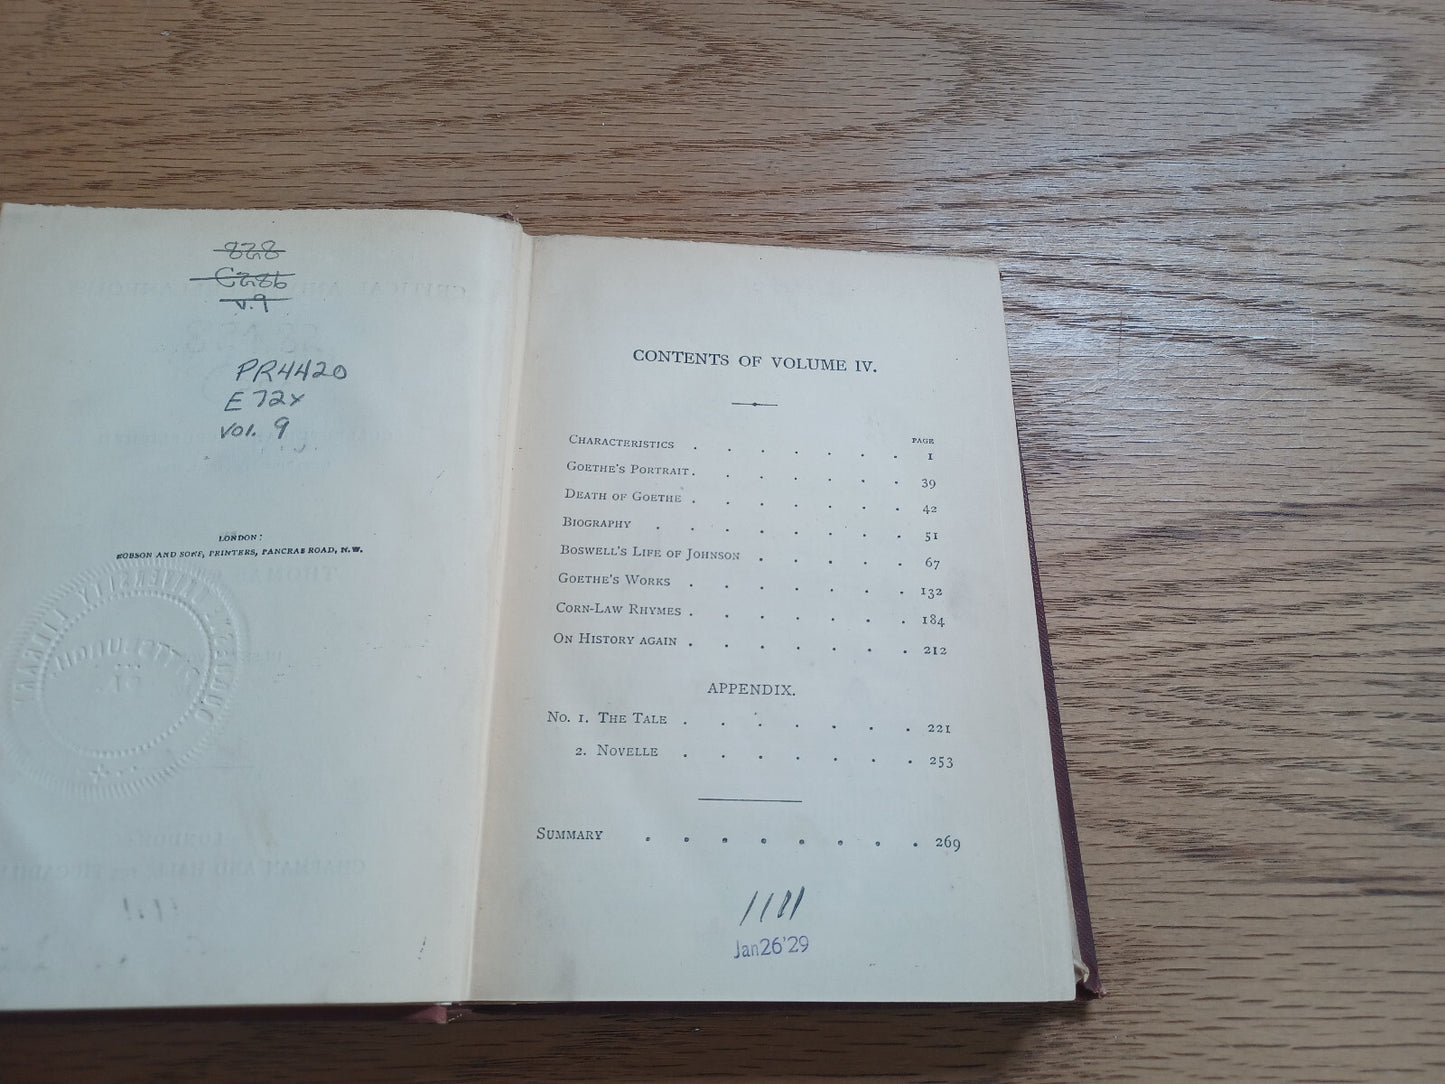 828
C286
v.9
PR4420
E72x
vol. 9
LONDON:
ROBSON AND SONS, PRINTERS, PANCRAS ROAD, N.W.
CONTENTS OF VOLUME IV.
PAGE
CHARACTERISTICS . . . . . . . 1
GOETHE'S PORTRAIT . . . . . . . 39
DEATH OF GOETHE . . . . . . . 42
BIOGRAPHY . . . . . . . . 51
BOSWELL'S LIFE OF JOHNSON . . . . . 67
GOETHE'S WORKS . . . . . . . 132
CORN-LAW RHYMES . . . . . . . 184
ON HISTORY AGAIN . . . . . . . 212
APPENDIX.
NO. 1. THE TALE . . . . . . 221
2. NOVELLE . . . . . . . 253
SUMMARY . . . . . . . . 269
1101
Jan26'29